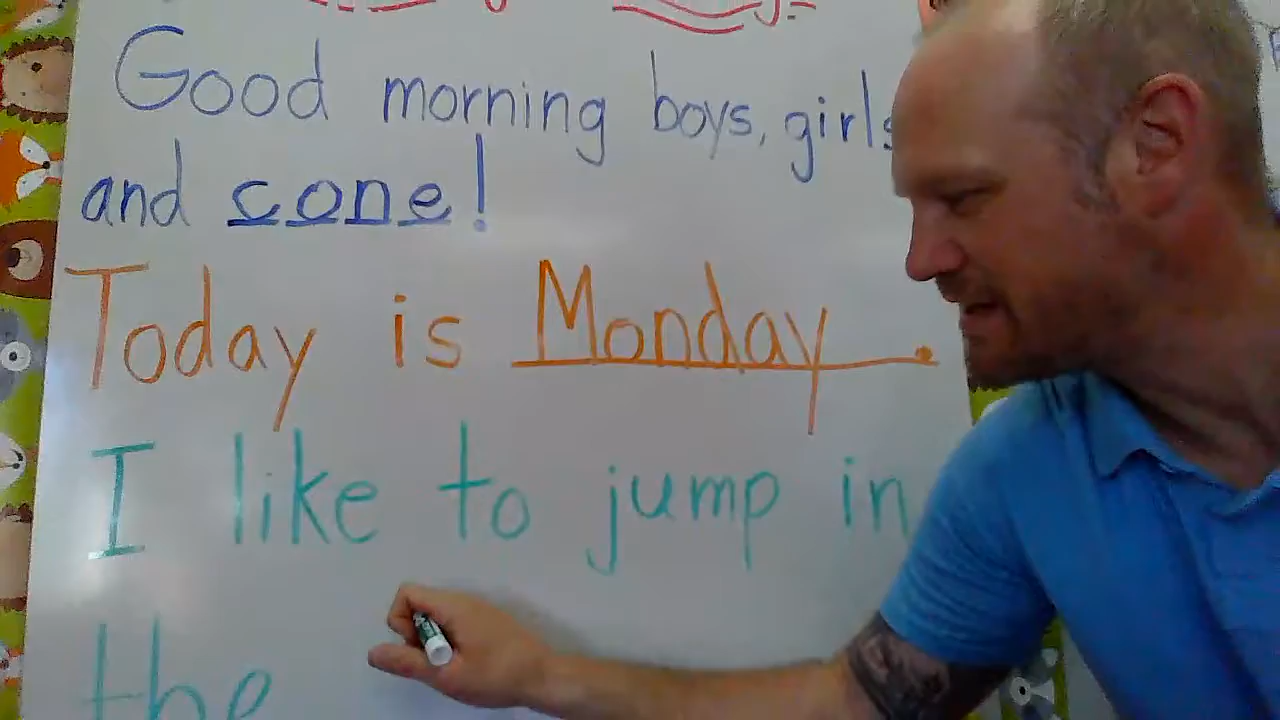 Good morning boys, girls
and cone!
Today is Monday.
I like to jump in
the